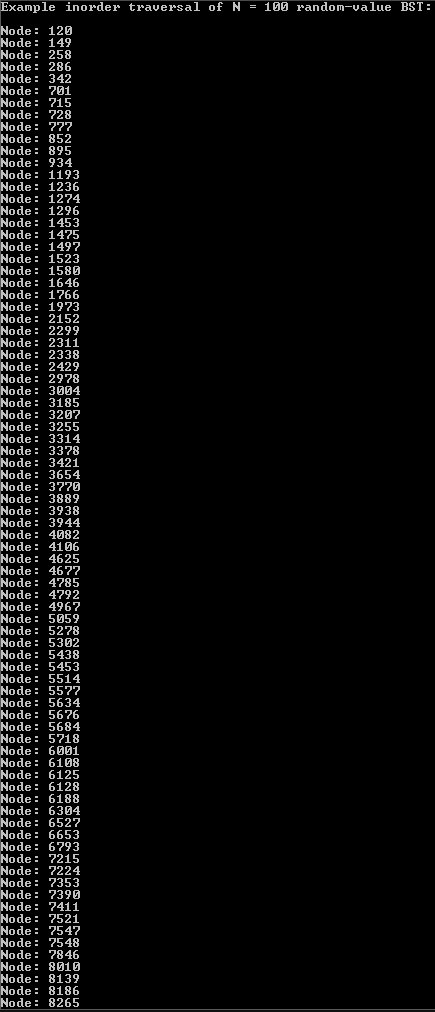 Example inorder traversal of N = 100 random-value BST:
Node: 120
Node: 149
Node: 258
Node: 286
Node: 342
Node: 701
Node: 715
Node: 728
Node: 777
Node: 852
Node: 895
Node: 934
Node: 1193
Node: 1236
Node: 1274
Node: 1296
Node: 1453
Node: 1475
Node: 1497
Node: 1523
Node: 1580
Node: 1646
Node: 1766
Node: 1973
Node: 2152
Node: 2299
Node: 2311
Node: 2338
Node: 2429
Node: 2978
Node: 3004
Node: 3185
Node: 3207
Node: 3255
Node: 3314
Node: 3378
Node: 3421
Node: 3654
Node: 3770
Node: 3889
Node: 3938
Node: 3944
Node: 4082
Node: 4106
Node: 4625
Node: 4677
Node: 4785
Node: 4792
Node: 4967
Node: 5059
Node: 5278
Node: 5302
Node: 5438
Node: 5453
Node: 5514
Node: 5577
Node: 5634
Node: 5676
Node: 5684
Node: 5718
Node: 6001
Node: 6108
Node: 6125
Node: 6128
Node: 6188
Node: 6304
Node: 6527
Node: 6653
Node: 6793
Node: 7215
Node: 7224
Node: 7353
Node: 7390
Node: 7411
Node: 7521
Node: 7547
Node: 7548
Node: 7846
Node: 8010
Node: 8139
Node: 8186
Node: 8265